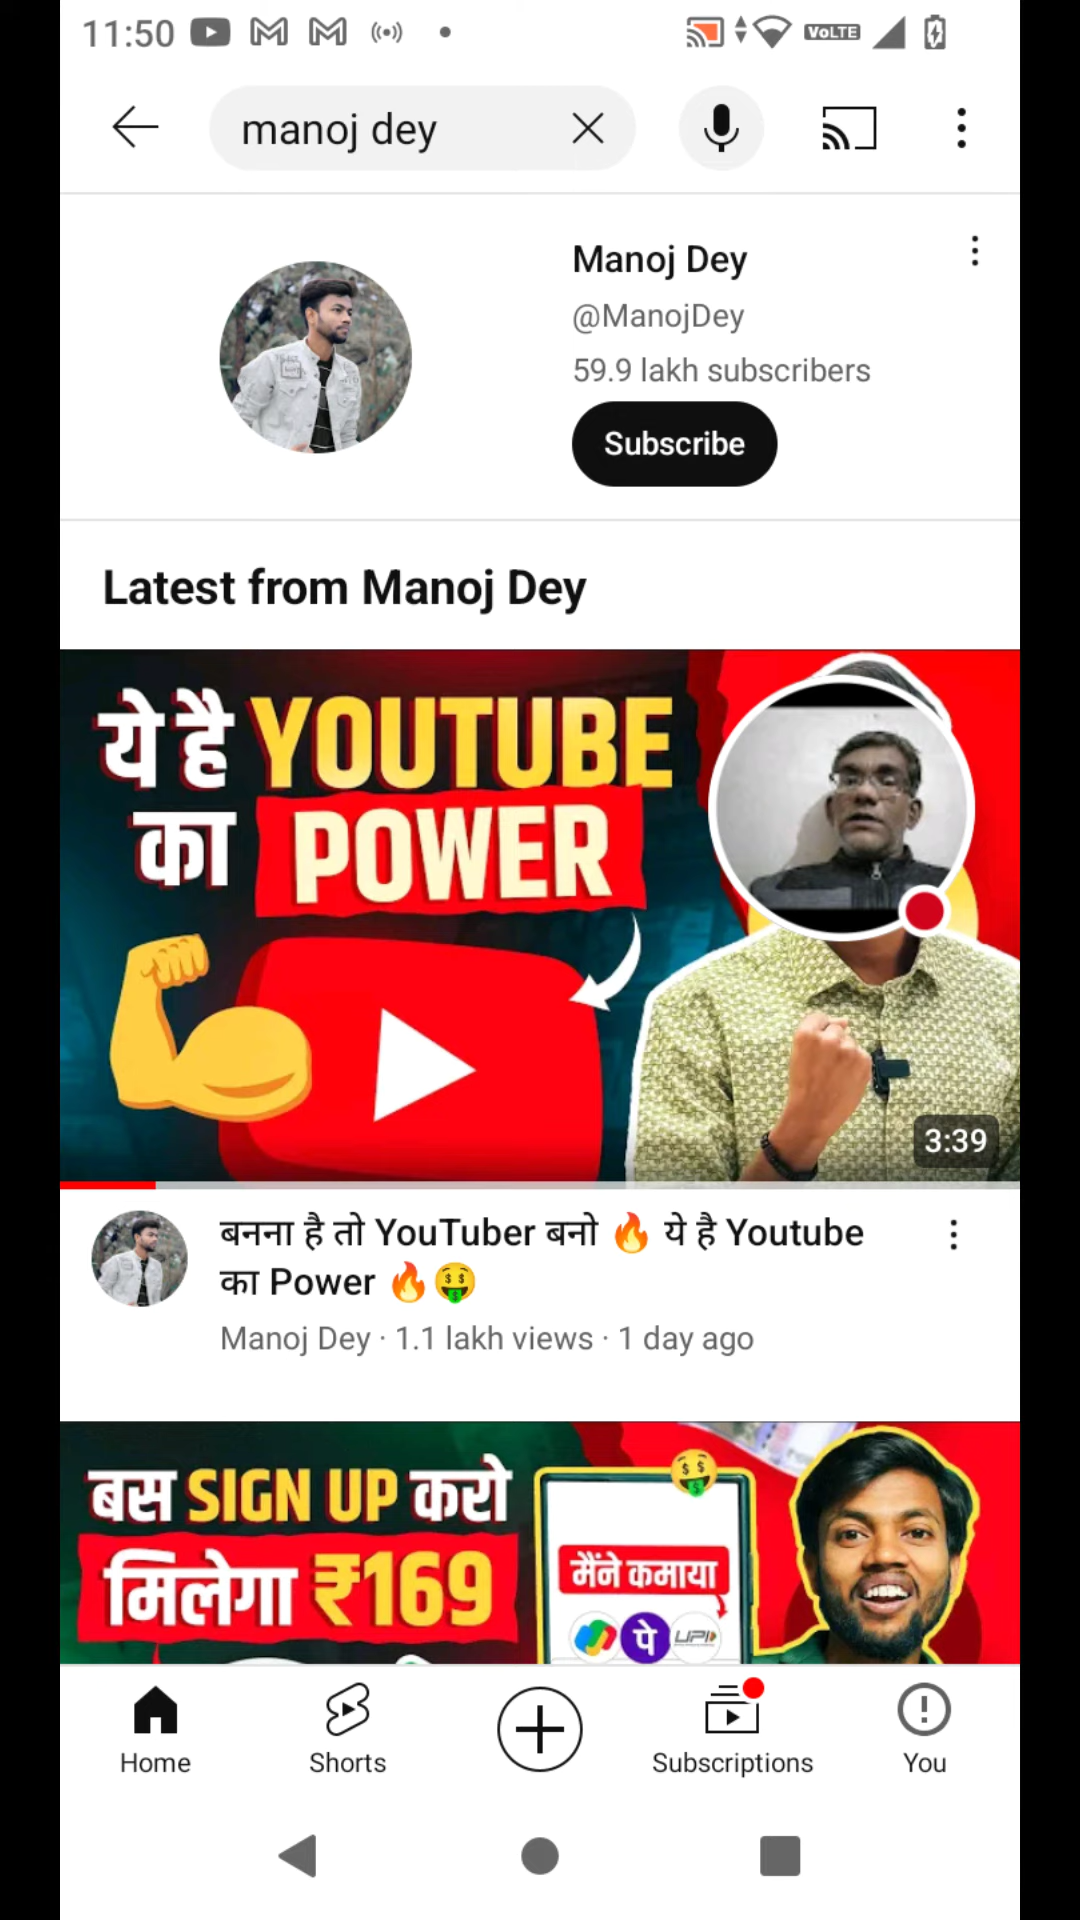 11:50
VoLTE
manoj dey
Manoj Dey
@ManojDey
59.9 lakh subscribers
Subscribe
Latest from Manoj Dey
ये है YOUTUBE
का POWER
3:39
बनना है तो YouTuber बनो 🔥 ये है Youtube
का Power 🔥🤑
Manoj Dey · 1.1 lakh views · 1 day ago
बस SIGN UP करो
मिलेगा ₹169
मैंने कमाया
पे
UPI
Home
Shorts
Subscriptions
You